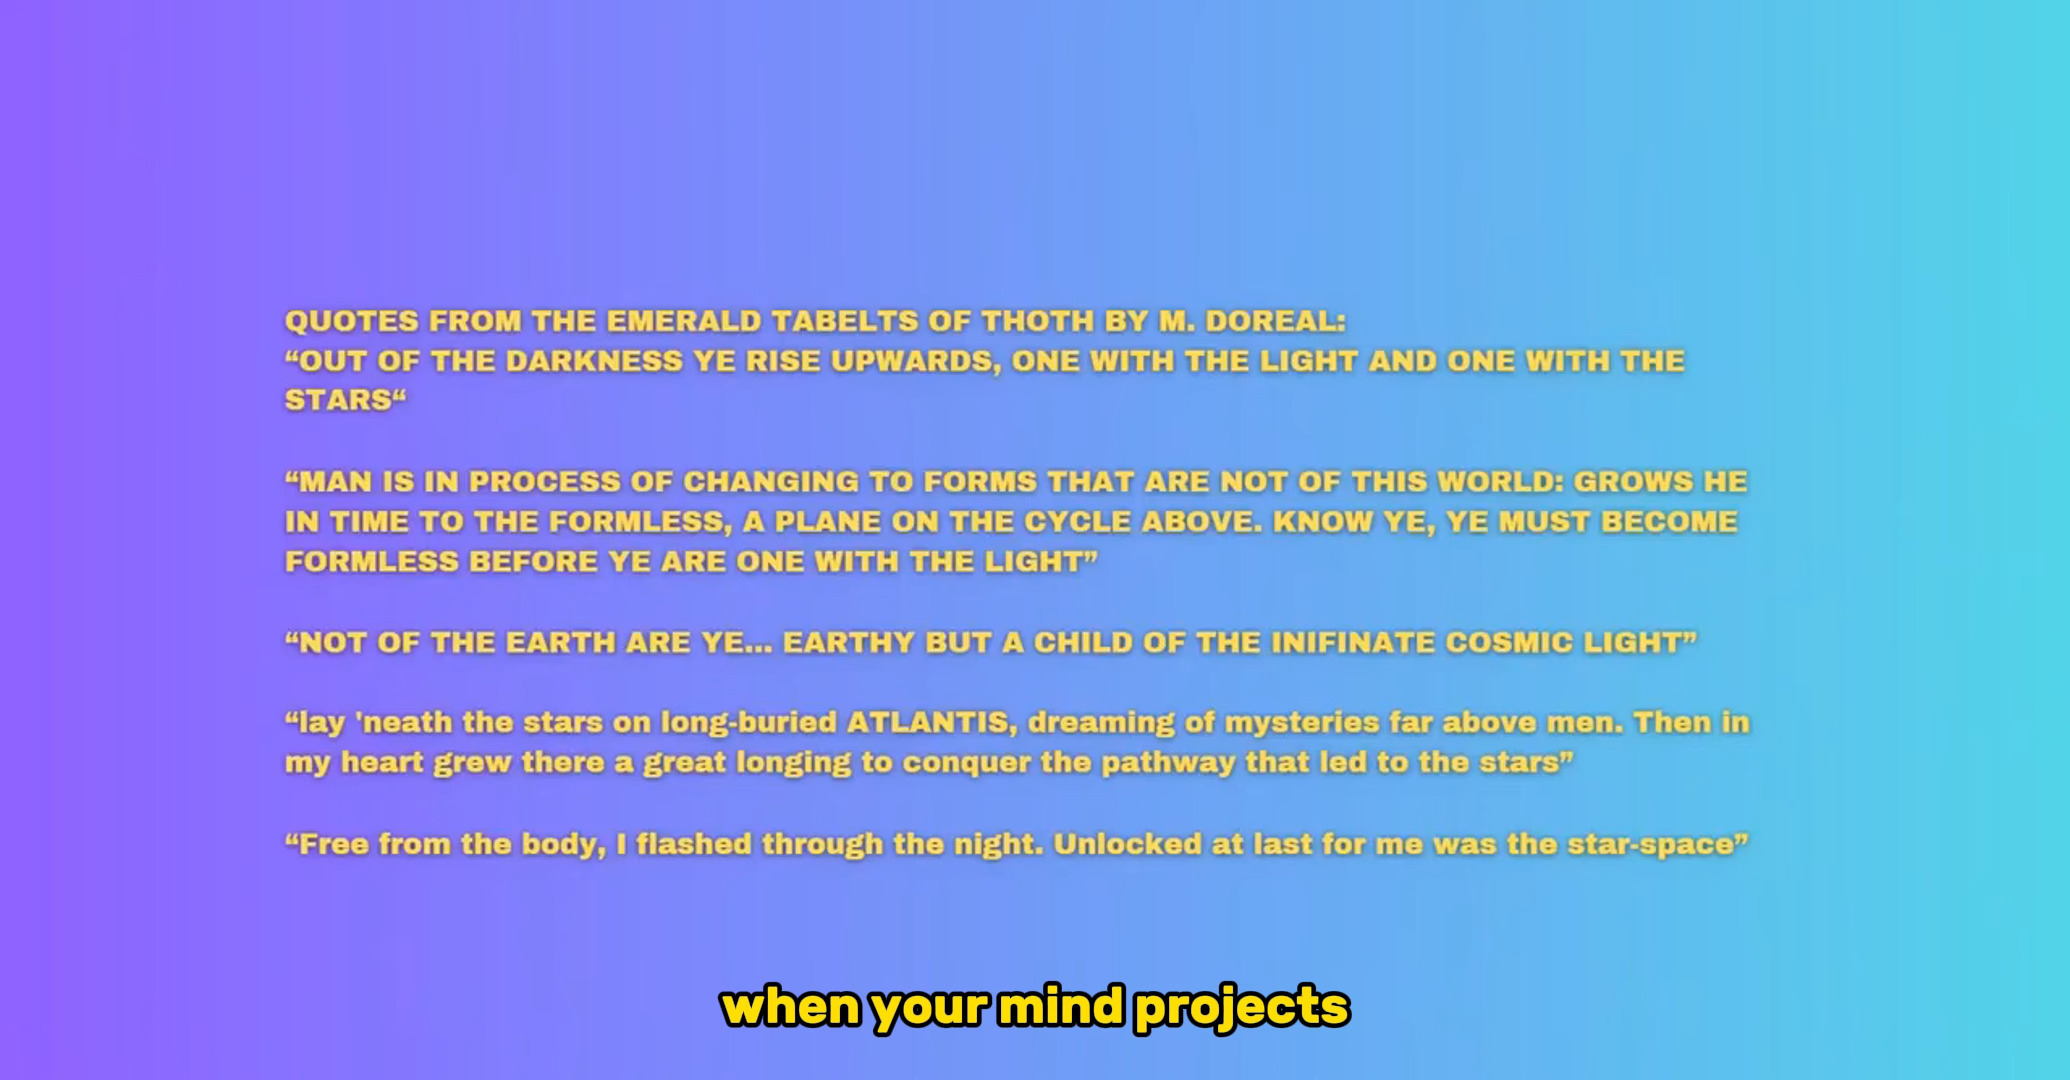 QUOTES FROM THE EMERALD TABELTS OF THOTH BY M. DOREAL:
“OUT OF THE DARKNESS YE RISE UPWARDS, ONE WITH THE LIGHT AND ONE WITH THE
STARS“
“MAN IS IN PROCESS OF CHANGING TO FORMS THAT ARE NOT OF THIS WORLD: GROWS HE
IN TIME TO THE FORMLESS, A PLANE ON THE CYCLE ABOVE. KNOW YE, YE MUST BECOME
FORMLESS BEFORE YE ARE ONE WITH THE LIGHT”
“NOT OF THE EARTH ARE YE... EARTHY BUT A CHILD OF THE INIFINATE COSMIC LIGHT”
“lay 'neath the stars on long-buried ATLANTIS, dreaming of mysteries far above men. Then in
my heart grew there a great longing to conquer the pathway that led to the stars”
“Free from the body, I flashed through the night. Unlocked at last for me was the star-space”
when your mind projects